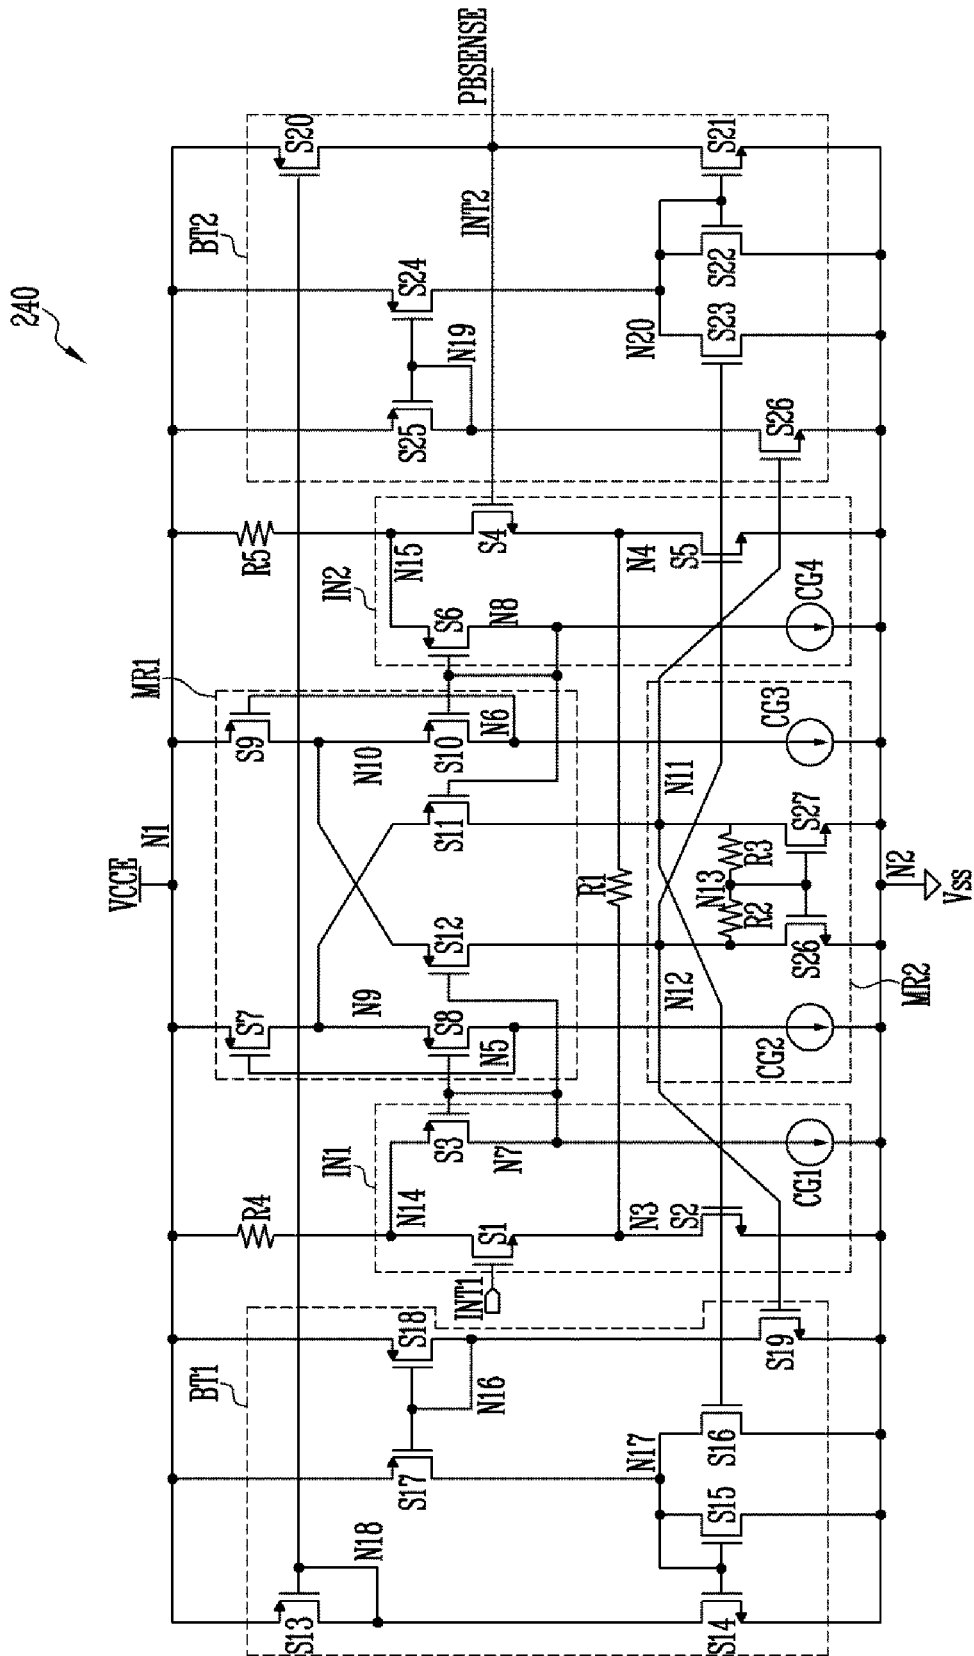 240
VCCE
N1
MR1
BT1
BT2
R4
R5
S13
S17
S18
N18
N16
S7
S9
N9
N10
S8
S12
S11
S10
N5
N6
IN1
IN2
N14
N15
S3
S6
N7
N8
INT1
S1
S4
INT2
PBSENSE
S25
S24
S20
N19
N3
N4
R1
S2
S5
N17
N20
S14
S15
S16
S19
N12
N11
R2
N13
R3
S26
S27
CG1
CG2
CG3
CG4
MR2
S26
S23
S22
S21
N2
Vss